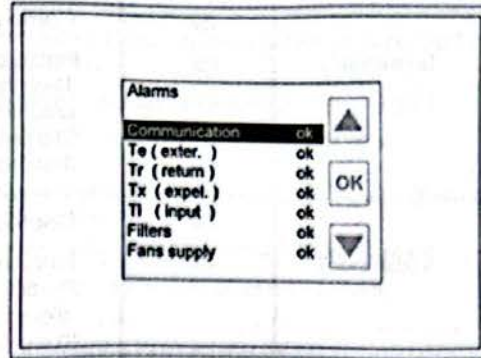 Alarms
Communication ok
Te ( exter. ) ok
Tr ( return ) ok
Tx ( expel. ) ok
Ti ( input ) ok
Filters ok
Fans supply ok
OK